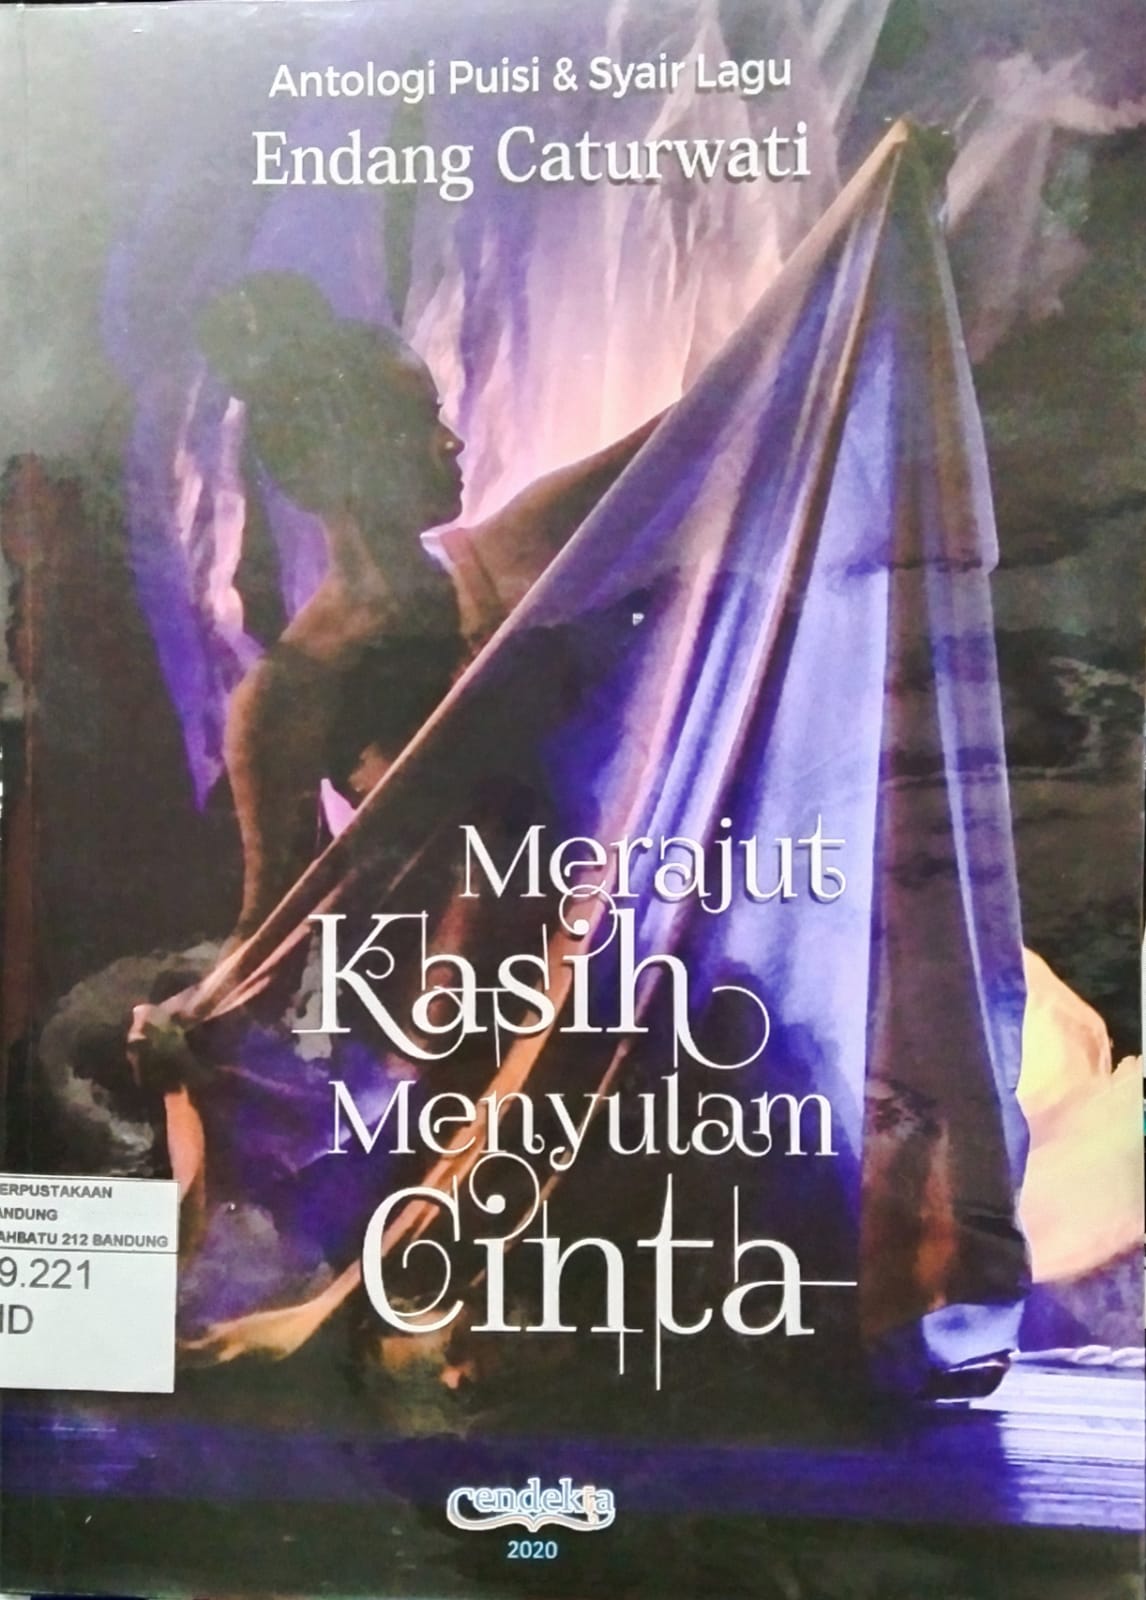 Antologi Puisi & Syair Lagu
Endang Caturwati
Merajut
Kasih
Menyulam
Cinta
ERPUSTAKAAN
ANDUNG
AHBATU 212 BANDUNG
9.221
ID
cendekia
2020